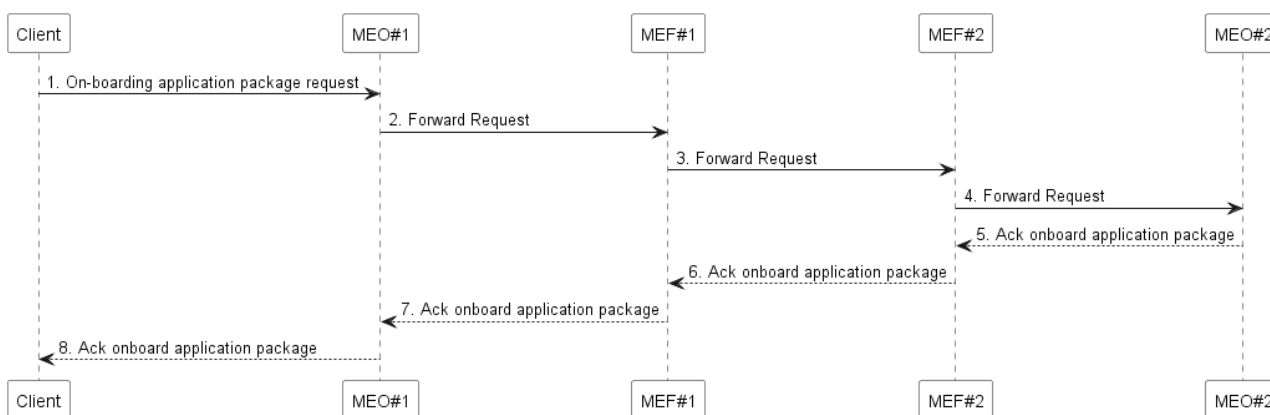 Client
MEO#1
MEF#1
MEF#2
MEO#2
1. On-boarding application package request
2. Forward Request
3. Forward Request
4. Forward Request
5. Ack onboard application package
6. Ack onboard application package
7. Ack onboard application package
8. Ack onboard application package
Client
MEO#1
MEF#1
MEF#2
MEO#2